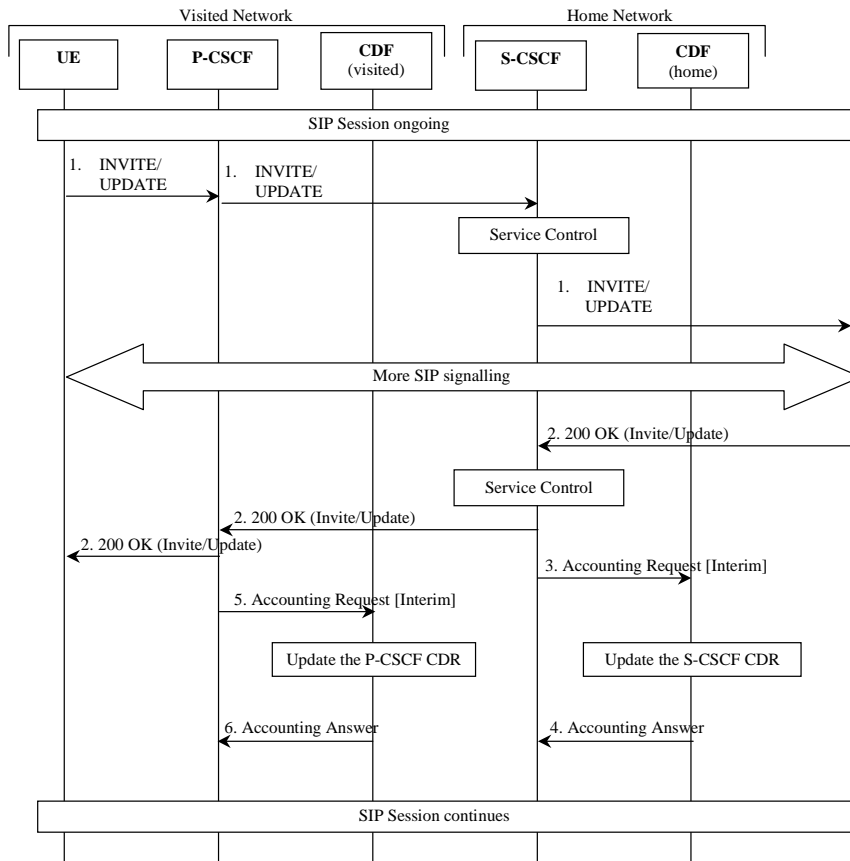 Visited Network
Home Network
UE
P-CSCF
CDF
(visited)
S-CSCF
CDF
(home)
SIP Session ongoing
1. INVITE/
UPDATE
1. INVITE/
UPDATE
Service Control
1. INVITE/
UPDATE
More SIP signalling
2. 200 OK (Invite/Update)
Service Control
2. 200 OK (Invite/Update)
2. 200 OK (Invite/Update)
3. Accounting Request [Interim]
5. Accounting Request [Interim]
Update the P-CSCF CDR
Update the S-CSCF CDR
6. Accounting Answer
4. Accounting Answer
SIP Session continues